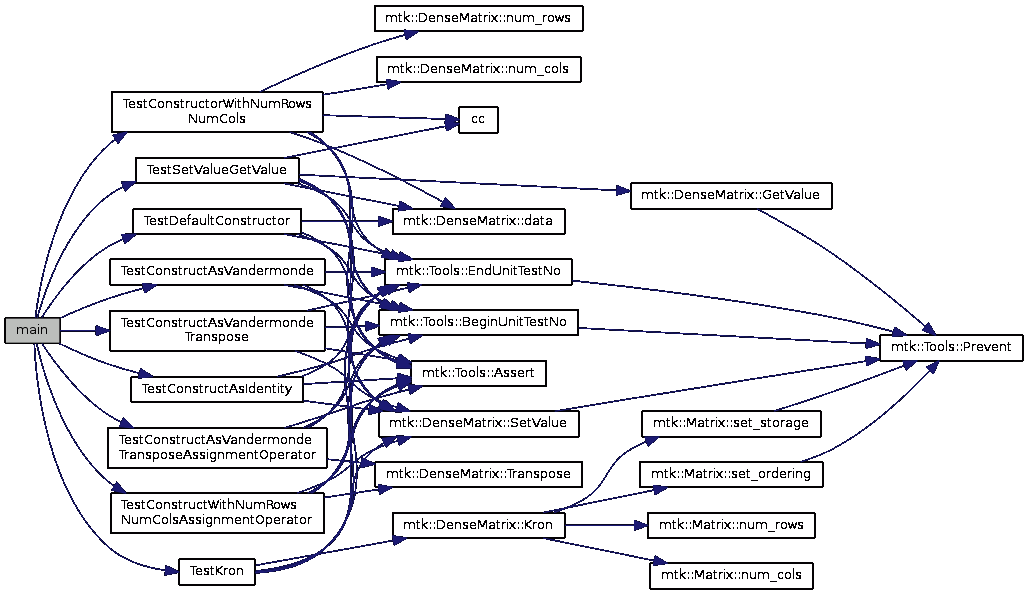 main
TestConstructorWithNumRows
NumCols
TestSetValueGetValue
TestDefaultConstructor
TestConstructAsVandermonde
TestConstructAsVandermonde
Transpose
TestConstructAsIdentity
TestConstructAsVandermonde
TransposeAssignmentOperator
TestConstructWithNumRows
NumColsAssignmentOperator
TestKron
mtk::DenseMatrix::num_rows
mtk::DenseMatrix::num_cols
cc
mtk::DenseMatrix::data
mtk::Tools::EndUnitTestNo
mtk::Tools::BeginUnitTestNo
mtk::Tools::Assert
mtk::DenseMatrix::SetValue
mtk::DenseMatrix::Transpose
mtk::DenseMatrix::Kron
mtk::DenseMatrix::GetValue
mtk::Matrix::set_storage
mtk::Matrix::set_ordering
mtk::Matrix::num_rows
mtk::Matrix::num_cols
mtk::Tools::Prevent